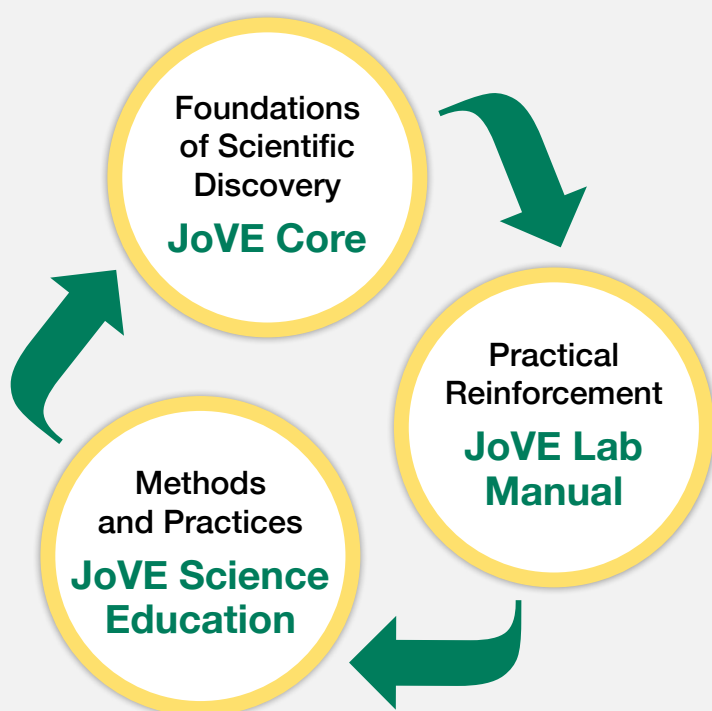 Foundations
of Scientific
Discovery
JoVE Core
Practical
Reinforcement
JoVE Lab
Manual
Methods
and Practices
JoVE Science
Education